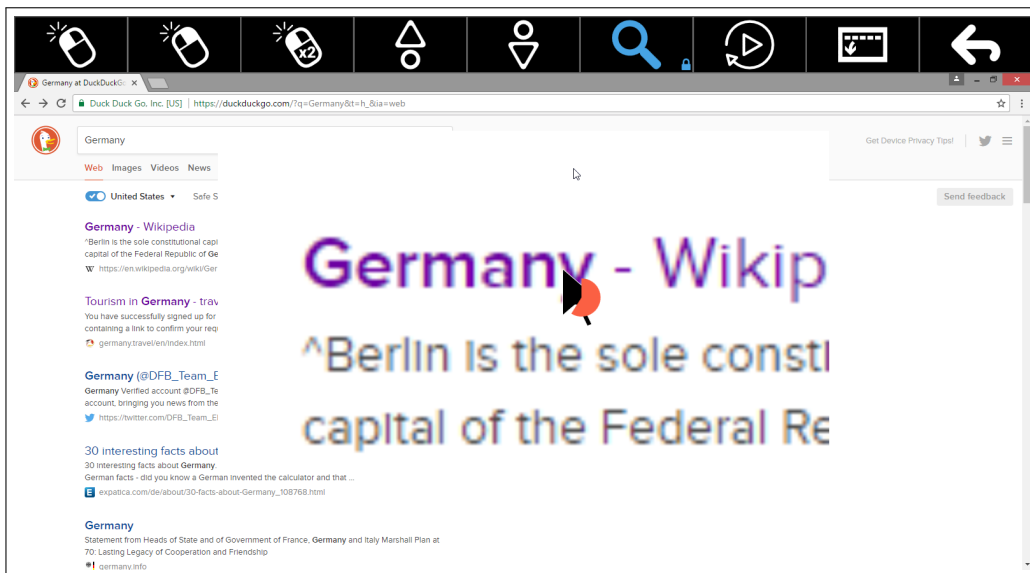 x2
Germany at DuckDuckG
Duck Duck Go, Inc. [US] | https://duckduckgo.com/?q=Germany&t=h_&ia=web
Germany
Get Device Privacy Tips!
Web Images Videos News
United States Safe S
Send feedback
Germany - Wikipedia
^Berlin is the sole constitutional capi
capital of the Federal Republic of Ge
W https://en.wikipedia.org/wiki/Ger
Germany - Wikip
^Berlin is the sole consti
capital of the Federal Re
Tourism in Germany - trav
You have successfully signed up for
containing a link to confirm your requ
germany.travel/en/index.html
Germany (@DFB_Team_E
Germany Verified account @DFB_Te
account, bringing you news from the
https://twitter.com/DFB_Team_E
30 interesting facts about
30 interesting facts about Germany.
German facts - did you know a German invented the calculator and that ...
E expatica.com/de/about/30-facts-about-Germany_108768.html
Germany
Statement from Heads of State and of Government of France, Germany and Italy Marshall Plan at
70: Lasting Legacy of Cooperation and Friendship
germany.info